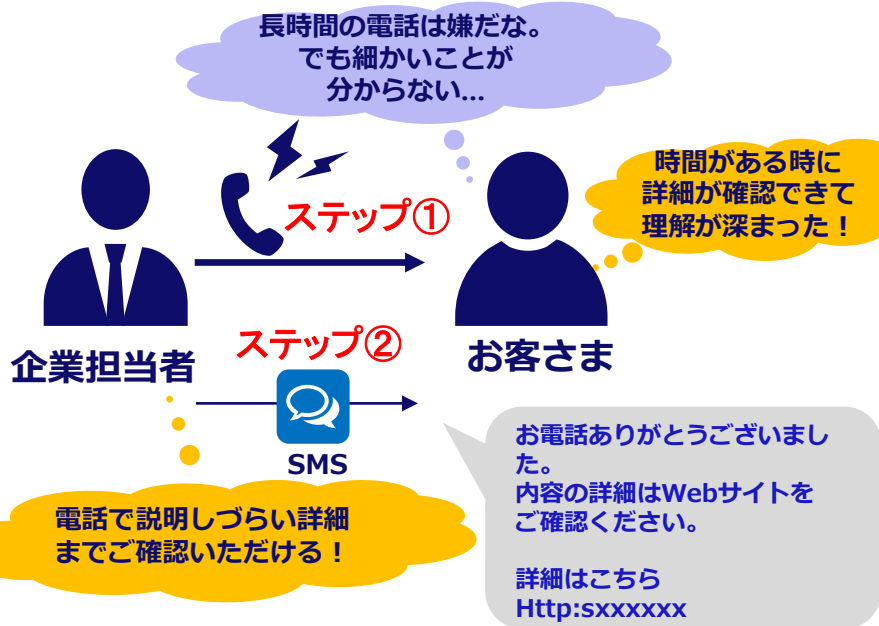 長時間の電話は嫌だな。
でも細かいことが
分からない…
時間がある時に
詳細が確認できて
理解が深まった！
ステップ①
企業担当者
お客さま
ステップ②
SMS
電話で説明しづらい詳細
までご確認いただける！
お電話ありがとうございまし
た。
内容の詳細はWebサイトを
ご確認ください。
詳細はこちら
Http:sxxxxxx